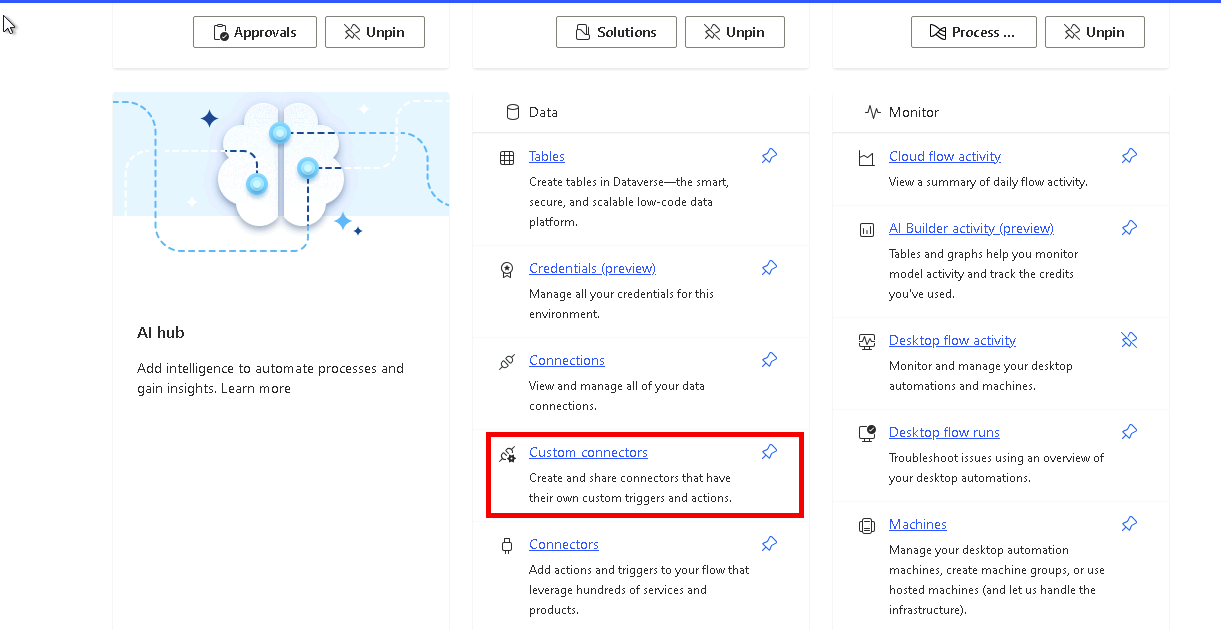 Approvals
Unpin
Solutions
Unpin
Process ...
Unpin
AI hub
Add intelligence to automate processes and
gain insights. Learn more
Data
Tables
Create tables in Dataverse—the smart,
secure, and scalable low-code data
platform.
Credentials (preview)
Manage all your credentials for this
environment.
Connections
View and manage all of your data
connections.
Custom connectors
Create and share connectors that have
their own custom triggers and actions.
Connectors
Add actions and triggers to your flow that
leverage hundreds of services and
products.
Monitor
Cloud flow activity
View a summary of daily flow activity.
AI Builder activity (preview)
Tables and graphs help you monitor
model activity and track the credits
you've used.
Desktop flow activity
Monitor and manage your desktop
automations and machines.
Desktop flow runs
Troubleshoot issues using an overview of
your desktop automations.
Machines
Manage your desktop automation
machines, create machine groups, or use
hosted machines (and let us handle the
infrastructure).